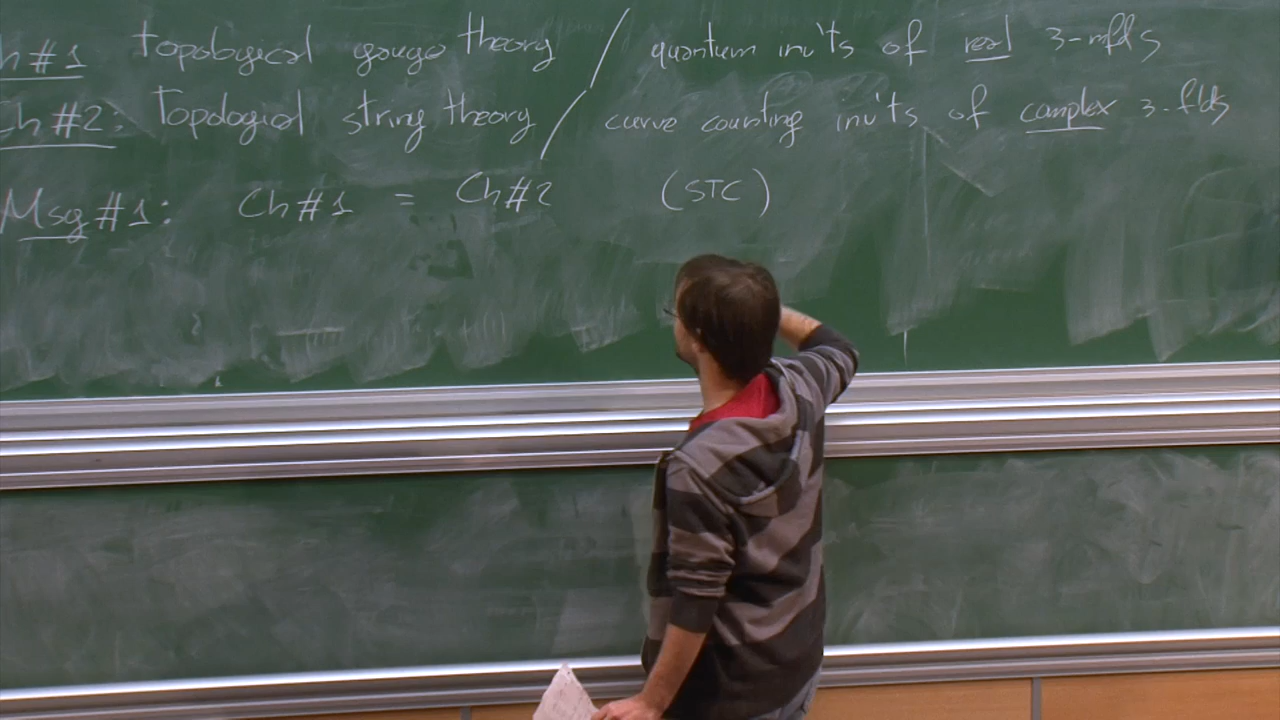 h #1 topological gauge theory / quantum inv'ts of real 3-mflds
Ch #2: Topological string theory / curve counting inv'ts of complex 3-flds
Msg #1: Ch #1 = Ch #2 (STC)